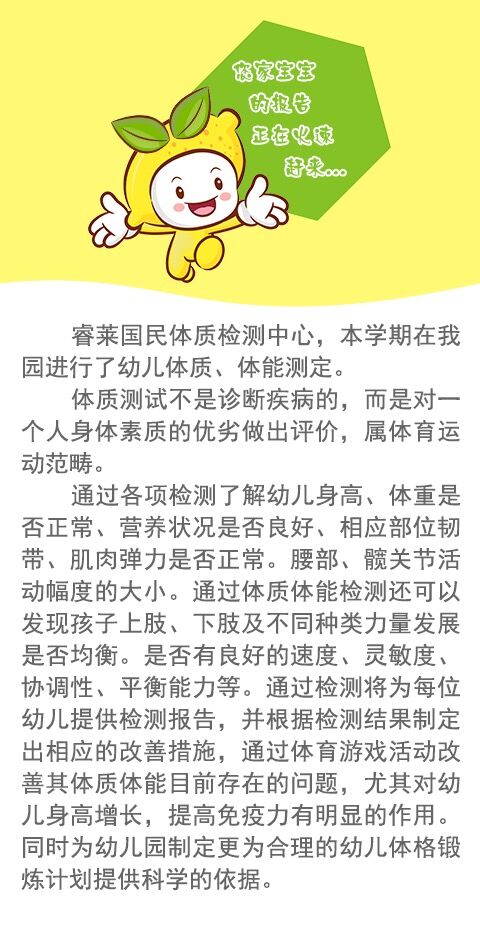 您家宝宝
的报告
正在火速
赶来...
睿莱国民体质检测中心，本学期在我
园进行了幼儿体质、体能测定。
体质测试不是诊断疾病的，而是对一
个人身体素质的优劣做出评价，属体育运
动范畴。
通过各项检测了解幼儿身高、体重是
否正常、营养状况是否良好、相应部位韧
带、肌肉弹力是否正常。腰部、髋关节活
动幅度的大小。通过体质体能检测还可以
发现孩子上肢、下肢及不同种类力量发展
是否均衡。是否有良好的速度、灵敏度、
协调性、平衡能力等。通过检测将为每位
幼儿提供检测报告，并根据检测结果制定
出相应的改善措施，通过体育游戏活动改
善其体质体能目前存在的问题，尤其对幼
儿身高增长，提高免疫力有明显的作用。
同时为幼儿园制定更为合理的幼儿体格锻
炼计划提供科学的依据。